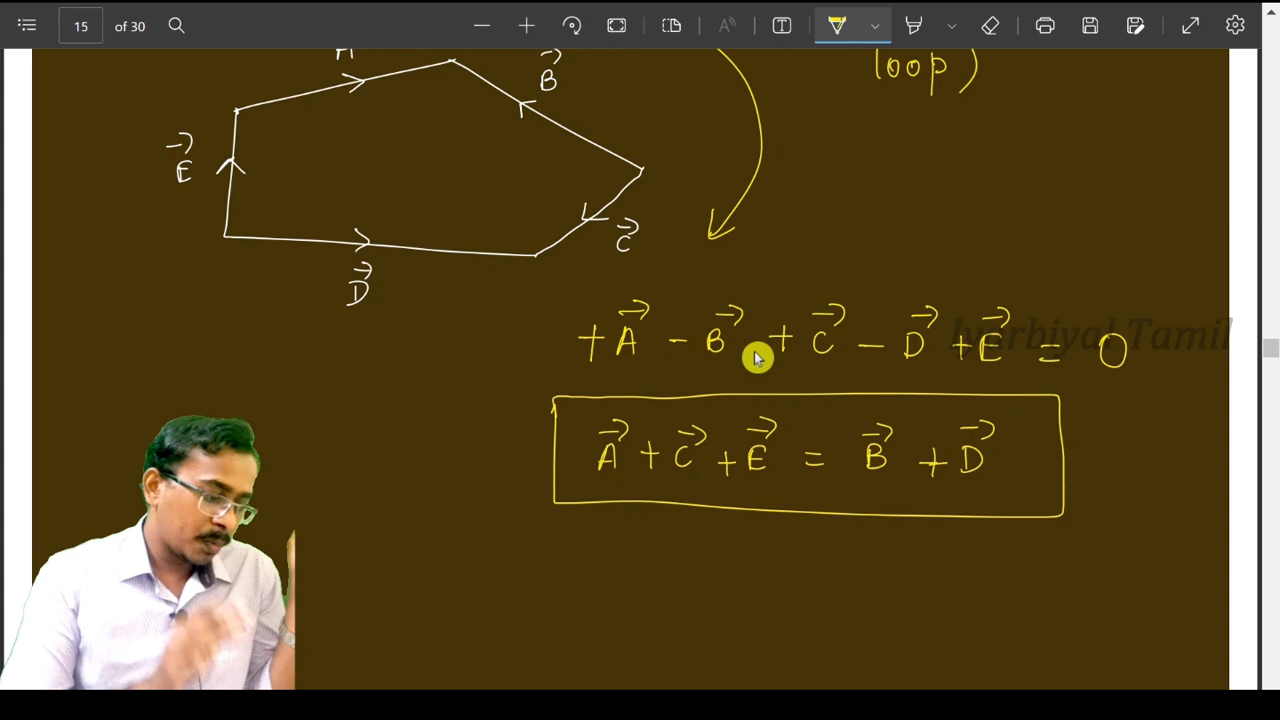 15 of 30
A
B⃗
loop)
E⃗
C⃗
D⃗
+A⃗ - B⃗ + C⃗ - D⃗ + E⃗ = 0
Iyarbiyal Tamil
A⃗ + C⃗ + E⃗ = B⃗ + D⃗